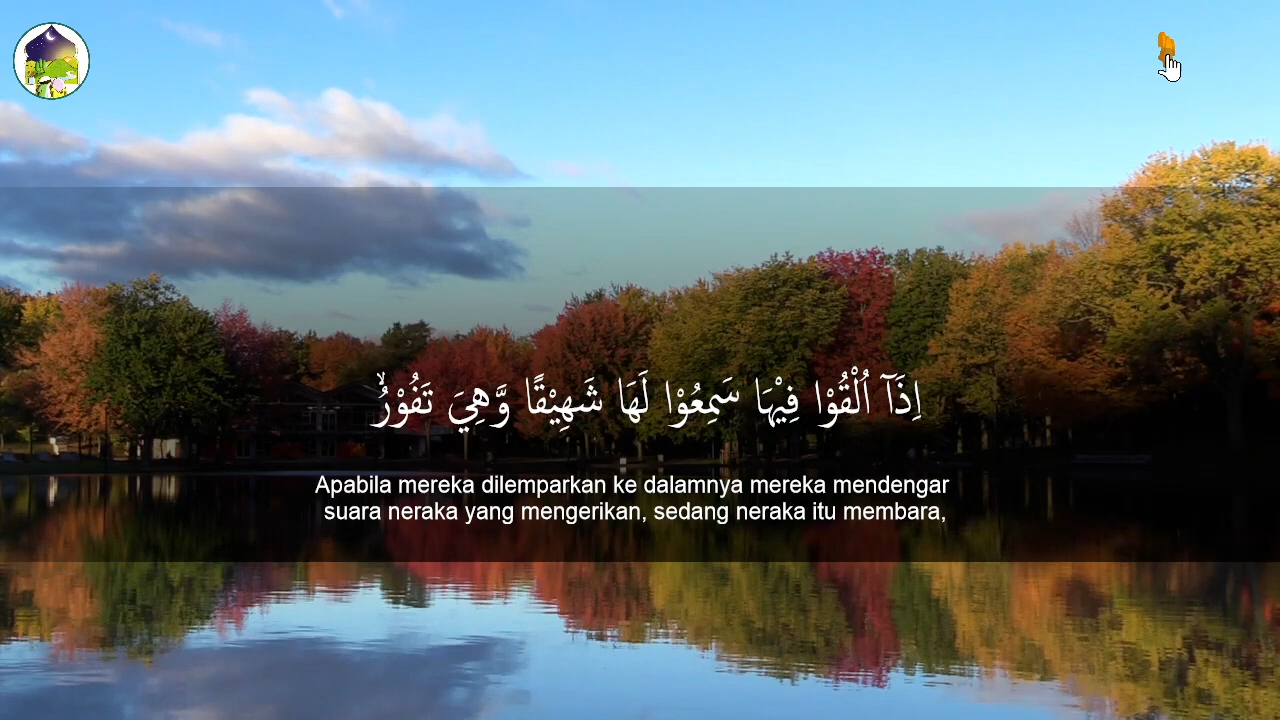 اِذَآ اُلْقُوْا فِيْهَا سَمِعُوْا لَهَا شَهِيْقًا وَّهِيَ تَفُوْرُۙ
Apabila mereka dilemparkan ke dalamnya mereka mendengar
suara neraka yang mengerikan, sedang neraka itu membara,